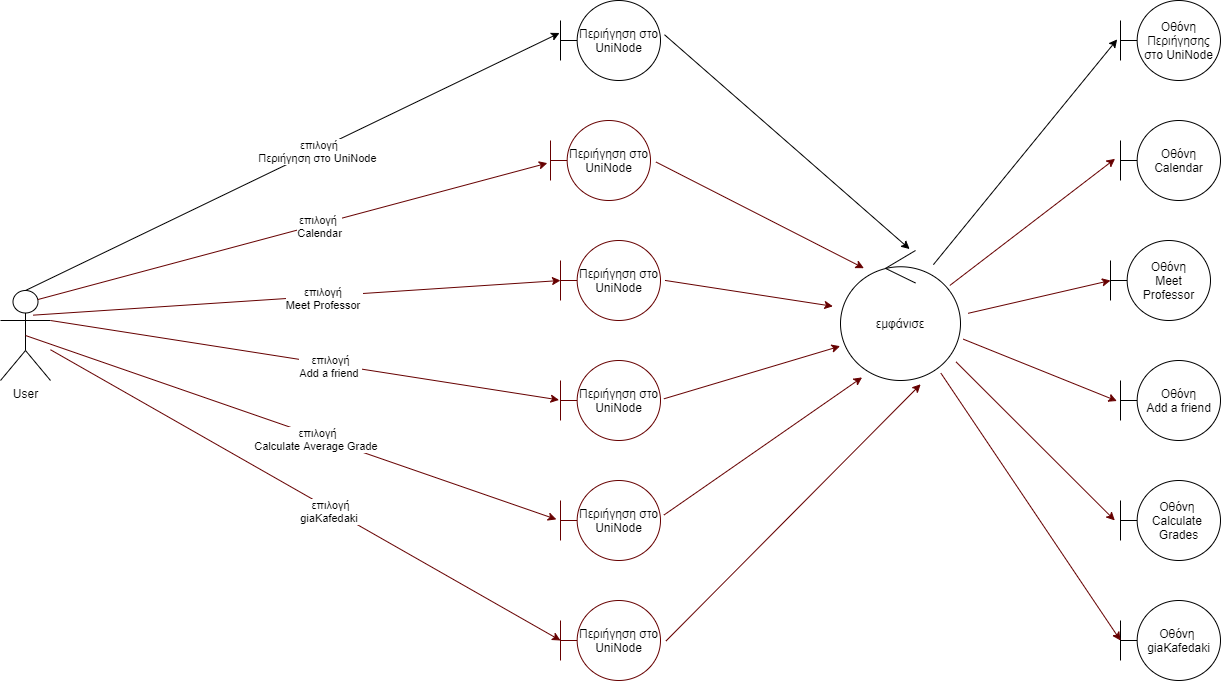 Περιήγηση στο
UniNode
Οθόνη
Περιήγησης
στο UniNode
επιλογή
Περιήγηση στο UniNode
Περιήγηση στο
UniNode
Οθόνη
Calendar
επιλογή
Calendar
Περιήγηση στο
UniNode
Οθόνη
Meet
Professor
επιλογή
Meet Professor
εμφάνισε
User
επιλογή
Add a friend
Περιήγηση στο
UniNode
Οθόνη
Add a friend
επιλογή
Calculate Average Grade
Περιήγηση στο
UniNode
Οθόνη
Calculate
Grades
επιλογή
giaKafedaki
Περιήγηση στο
UniNode
Οθόνη
giaKafedaki